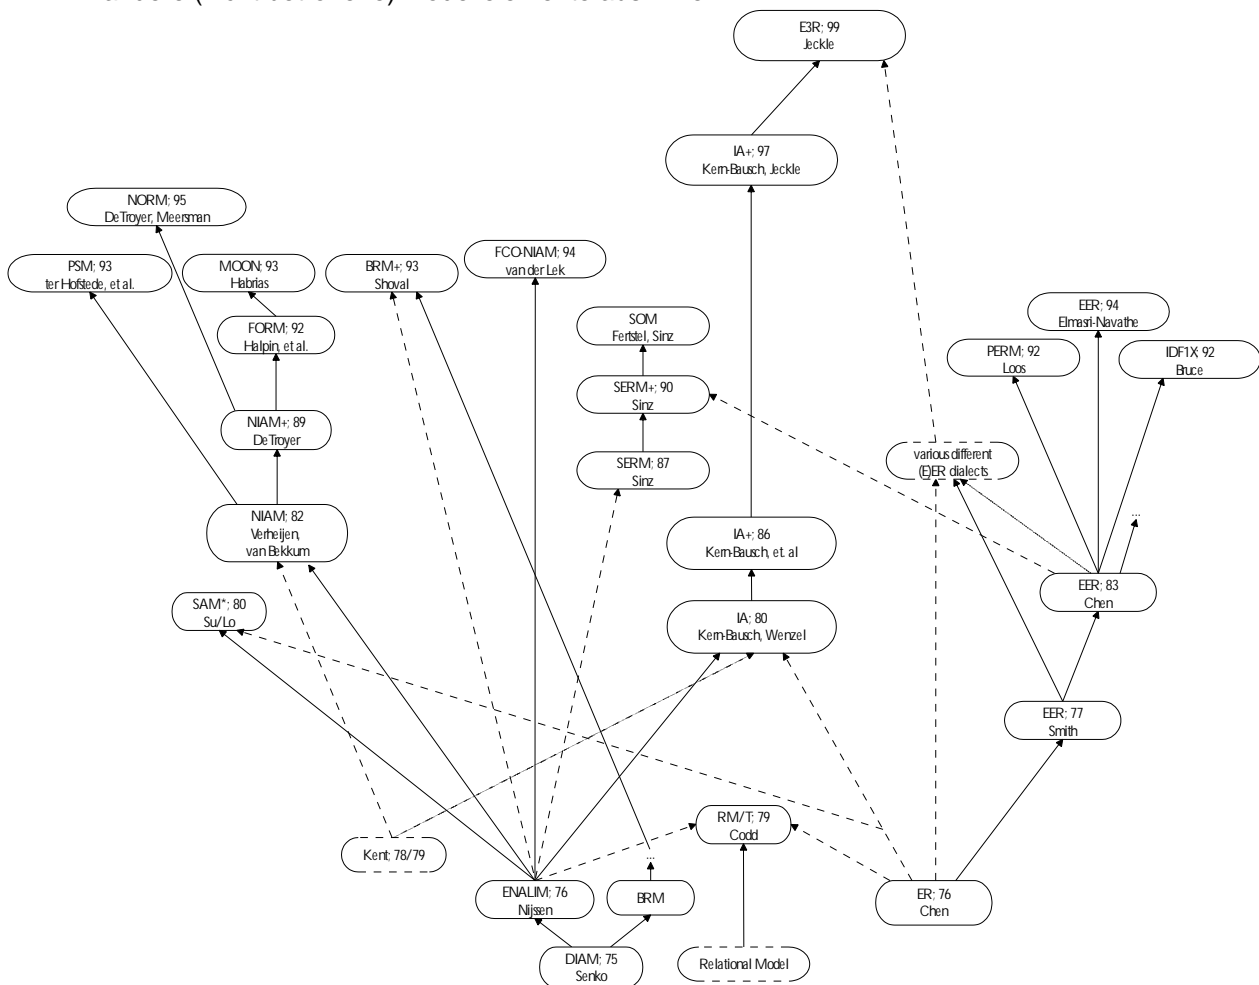 E3R; 99
Jeckle
IA+; 97
Kern-Bausch, Jeckle
NORM; 95
DeTroyer, Meersman
PSM; 93
ter Hofstede, et al.
MOON; 93
Habrias
BRM+; 93
Shoval
FCO-NIAM; 94
van der Lek
SOM
Ferstel, Sinz
EER; 94
Elmasri-Navathe
FORM; 92
Halpin, et al.
PERM; 92
Loos
IDF1X; 92
Bruce
SERM+; 90
Sinz
NIAM+; 89
DeTroyer
SERM; 87
Sinz
various different
(E)ER dialects
...
NIAM; 82
Verheijen,
van Bekkum
IA+; 86
Kern-Bausch, et. al
EER; 83
Chen
SAM*; 80
Su/Lo
IA; 80
Kern-Bausch, Wenzel
EER; 77
Smith
RM/T; 79
Codd
Kent; 78/79
...
ENALIM; 76
Nijssen
BRM
ER; 76
Chen
DIAM; 75
Senko
Relational Model